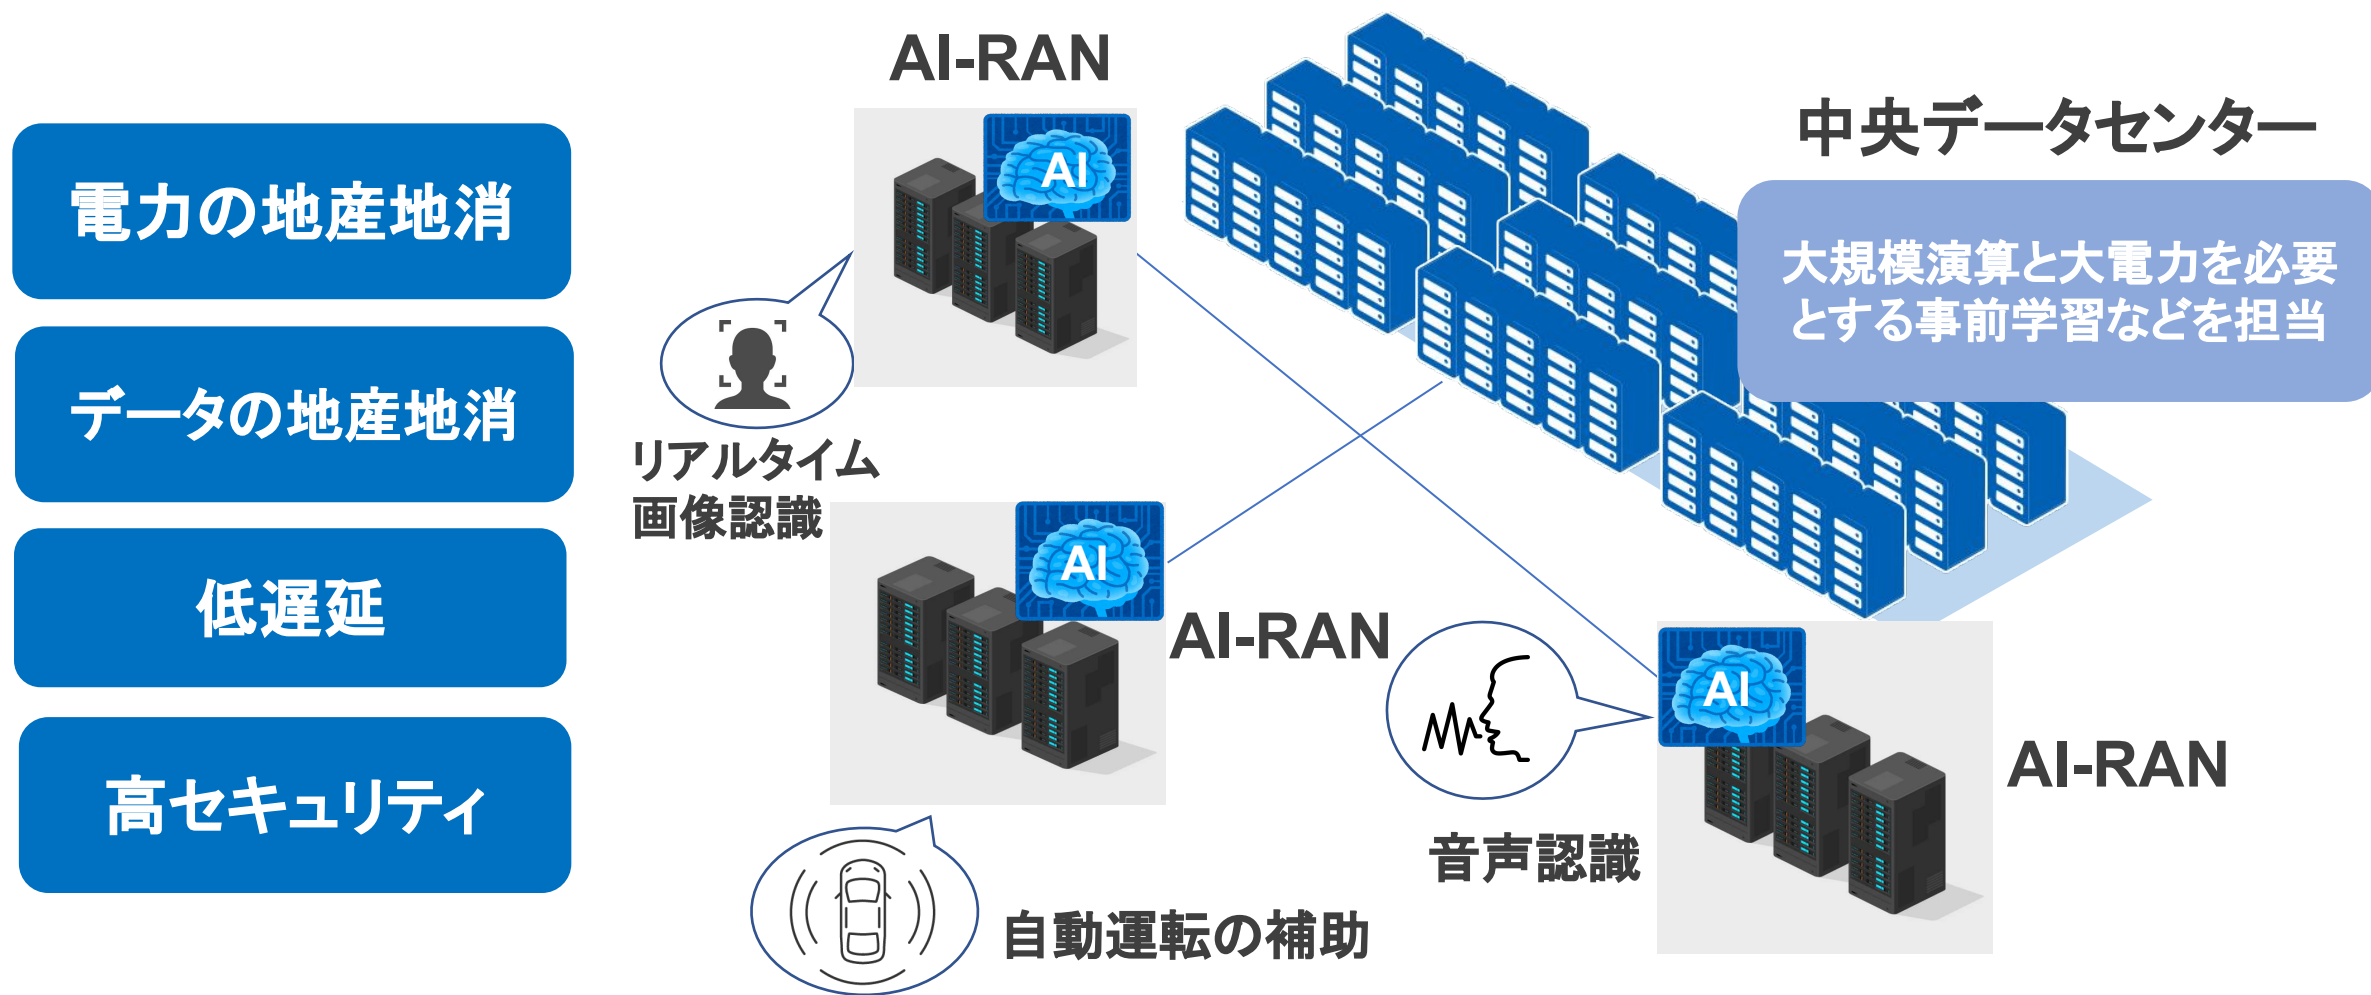 電力の地産地消
データの地産地消
低遅延
高セキュリティ
AI-RAN
AI
リアルタイム
画像認識
中央データセンター
大規模演算と大電力を必要
とする事前学習などを担当
AI
AI-RAN
自動運転の補助
音声認識
AI
AI-RAN